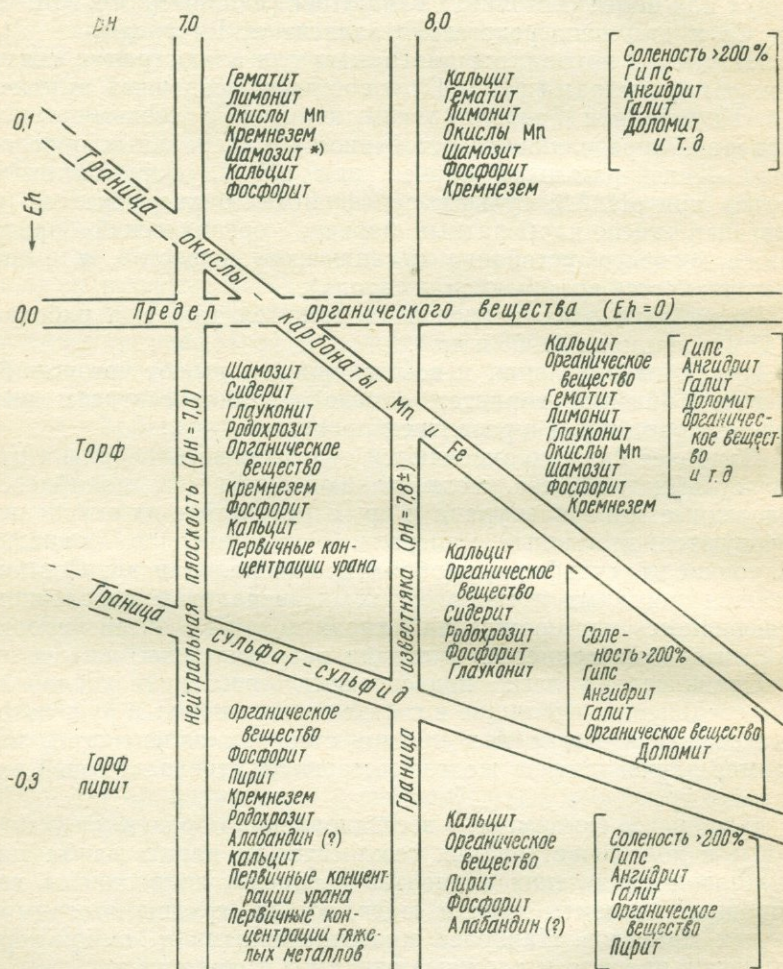 pH 7,0 8,0
Гематит
Лимонит
Окислы Mn
Кремнезем
Шамозит *)
Кальцит
Фосфорит
Кальцит
Гематит
Лимонит
Окислы Mn
Шамозит
Фосфорит
Кремнезем
Соленость >200 %
Гипс
Ангидрит
Галит
Доломит
и т.д
0,1
Eh
Граница окислы - карбонаты Mn и Fe
0,0
Предел органического вещества (Eh=0)
Торф
нейтральная плоскость (pH = 7,0)
Шамозит
Сидерит
Глауконит
Родохрозит
Органическое
вещество
Кремнезем
Фосфорит
Кальцит
Первичные кон-
центрации урана
Граница известняка (pH = 7,8±)
Кальцит
Органическое
вещество
Гематит
Лимонит
Глауконит
Окислы Mn
Шамозит
Фосфорит
Кремнезем
Гипс
Ангидрит
Галит
Доломит
Органичес-
кое вещест-
во
и т.д
Кальцит
Органическое
вещество
Сидерит
Родохрозит
Фосфорит
Глауконит
Соле-
ность>200%
Гипс
Ангидрит
Галит
Органическое вещество
Доломит
Граница сульфат-сульфид
-0,3
Торф
пирит
Органическое
вещество
Фосфорит
Пирит
Кремнезем
Родохрозит
Алабандин (?)
Кальцит
Первичные концент-
рации урана
Первичные кон-
центрации тяже-
лых металлов
Кальцит
Органическое
вещество
Пирит
Фосфорит
Алабандин (?)
Соленость >200%
Гипс
Ангидрит
Галит
Органическое
вещество
Пирит